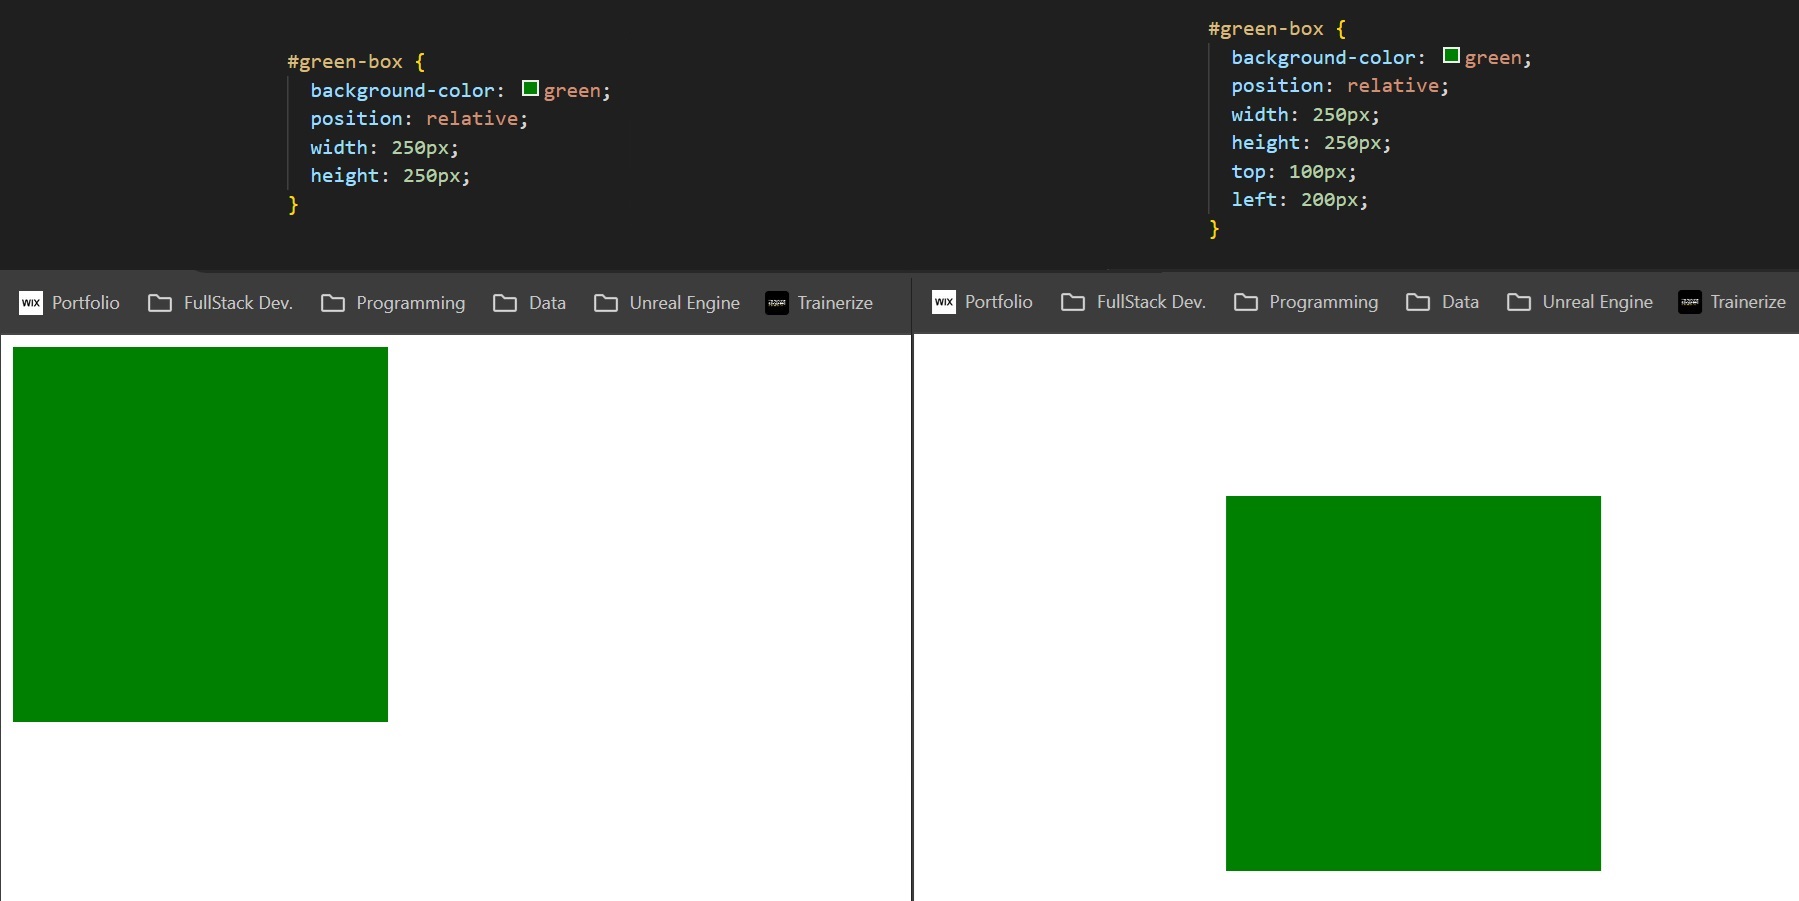 #green-box {
background-color: green;
position: relative;
width: 250px;
height: 250px;
}
#green-box {
background-color: green;
position: relative;
width: 250px;
height: 250px;
top: 100px;
left: 200px;
}
WIX Portfolio FullStack Dev. Programming Data Unreal Engine Trainerize
WIX Portfolio FullStack Dev. Programming Data Unreal Engine Trainerize